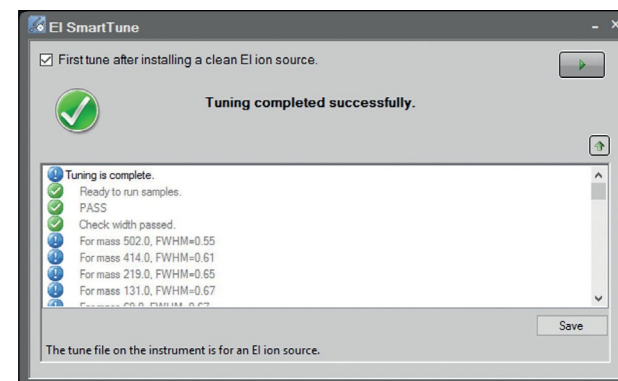 EI SmartTune
First tune after installing a clean EI ion source.
Tuning completed successfully.
Tuning is complete.
Ready to run samples.
PASS
Check width passed.
For mass 502.0, FWHM=0.55
For mass 414.0, FWHM=0.61
For mass 219.0, FWHM=0.65
For mass 131.0, FWHM=0.67
Save
The tune file on the instrument is for an EI ion source.